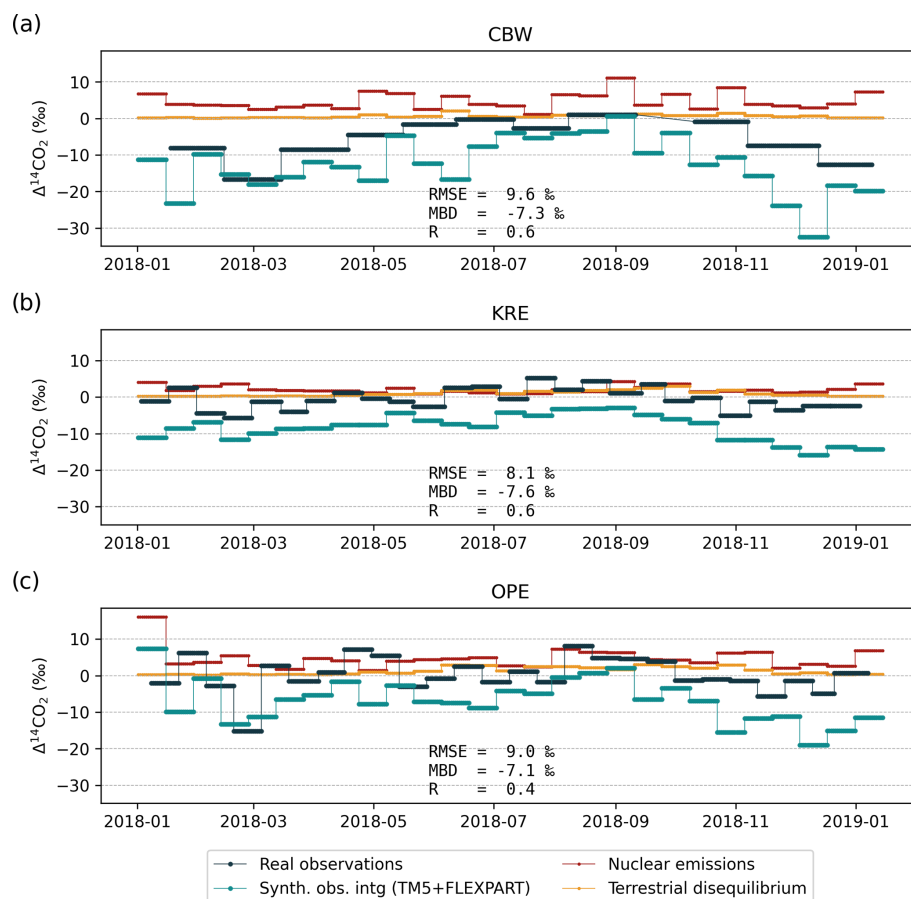 (a)
CBW
Δ¹⁴CO₂ (‰)
10
0
−10
−20
−30
RMSE = 9.6 ‰
MBD = -7.3 ‰
R = 0.6
2018-01 2018-03 2018-05 2018-07 2018-09 2018-11 2019-01
(b)
KRE
Δ¹⁴CO₂ (‰)
10
0
−10
−20
−30
RMSE = 8.1 ‰
MBD = -7.6 ‰
R = 0.6
2018-01 2018-03 2018-05 2018-07 2018-09 2018-11 2019-01
(c)
OPE
Δ¹⁴CO₂ (‰)
10
0
−10
−20
−30
RMSE = 9.0 ‰
MBD = -7.1 ‰
R = 0.4
2018-01 2018-03 2018-05 2018-07 2018-09 2018-11 2019-01
Real observations Nuclear emissions
Synth. obs. intg (TM5+FLEXPART) Terrestrial disequilibrium